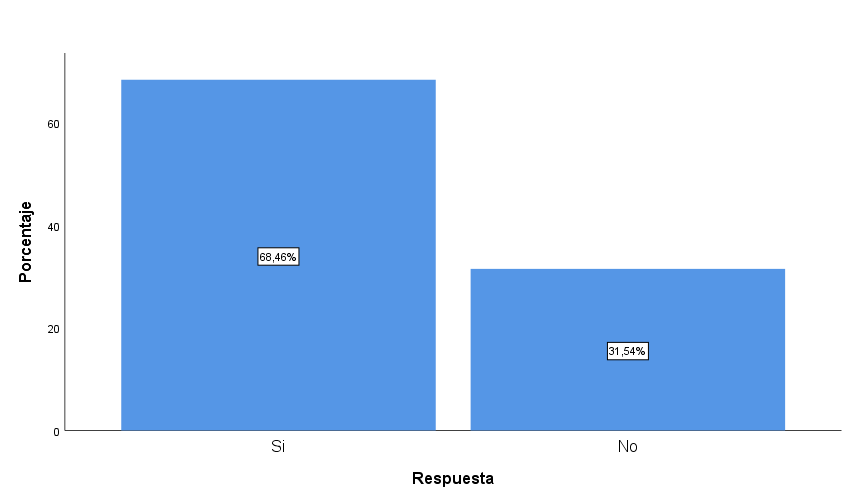 Porcentaje
60
40
20
0
68,46%
31,54%
Si
No
Respuesta